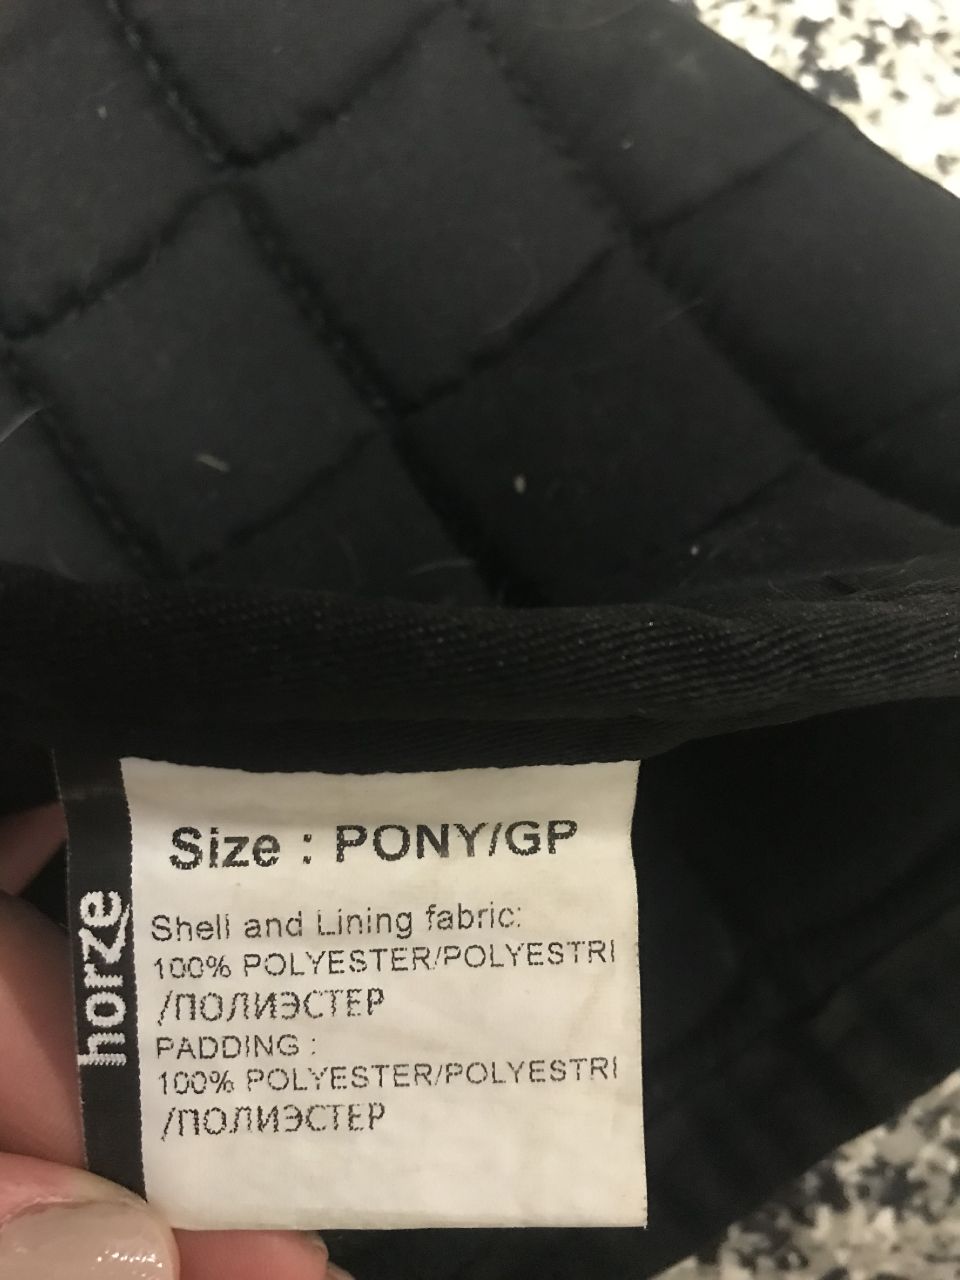 Size : PONY/GP
Shell and Lining fabric:
100% POLYESTER/POLYESTRI
/ПОЛИЭСТЕР
PADDING :
100% POLYESTER/POLYESTRI
/ПОЛИЭСТЕР
horze